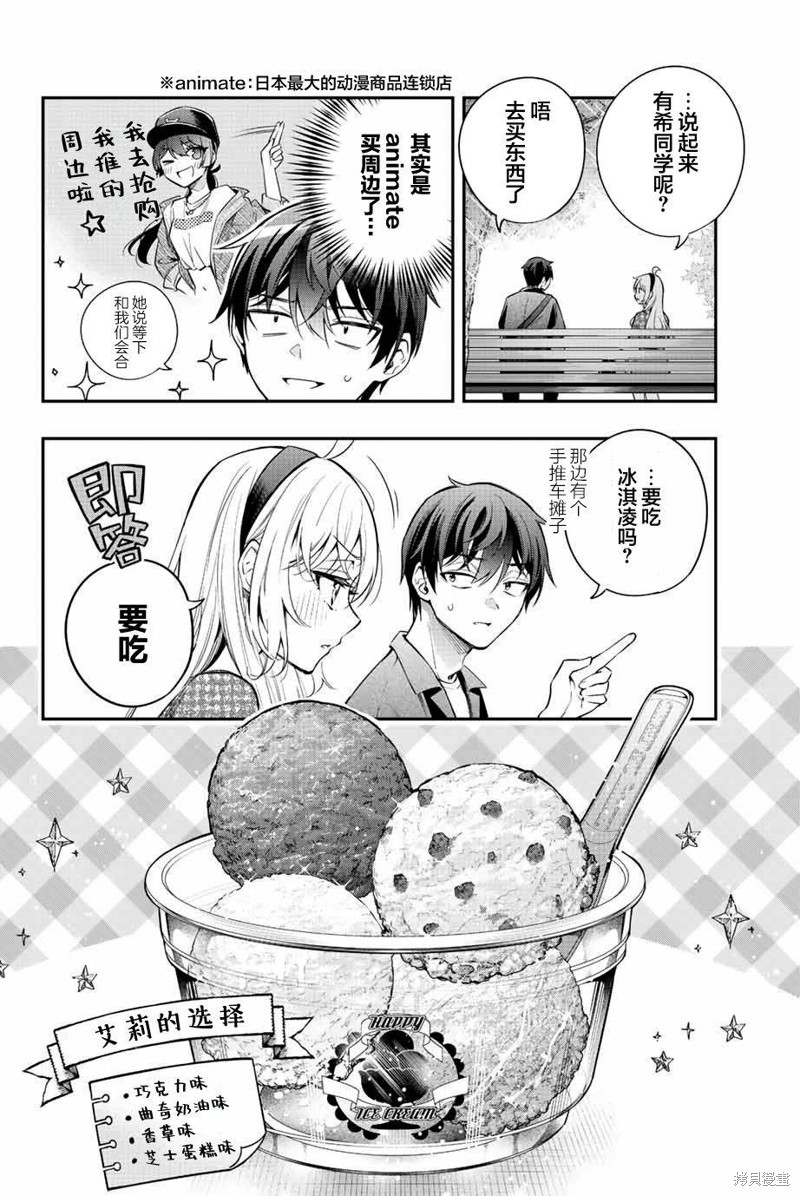 ※animate：日本最大的动漫商品连锁店
…说起来
有希同学呢？
唔
去买东西了
其实是
animate
买周边了…
我去抢购
我推的
周边啦☆
她说等下
和我们会合
…要吃
冰淇凌吗？
那边有个
手推车摊子
即答
要吃
HAPPY
ICE CREAM
艾莉的选择
・巧克力味
・曲奇奶油味
・香草味
・芝士蛋糕味
拷貝漫畫